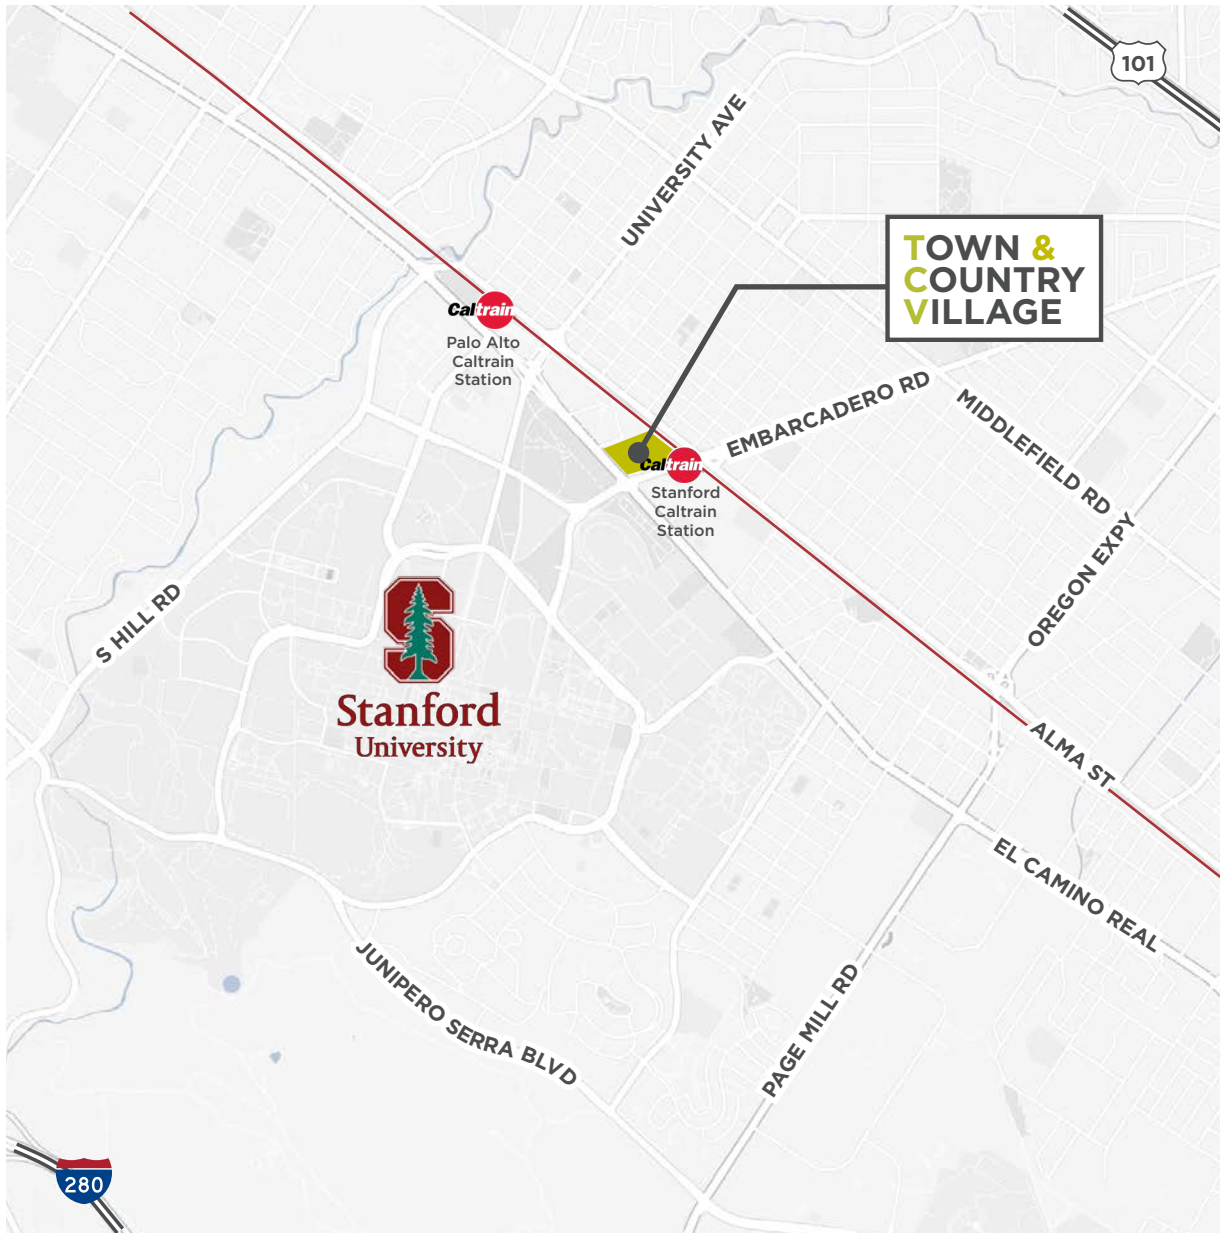 101
UNIVERSITY AVE
TOWN &
COUNTRY
VILLAGE
Caltrain
Palo Alto
Caltrain
Station
EMBARCADERO RD
MIDDLEFIELD RD
Caltrain
Stanford
Caltrain
Station
OREGON EXPY
S HILL RD
S
Stanford
University
ALMA ST
EL CAMINO REAL
JUNIPERO SERRA BLVD
PAGE MILL RD
280